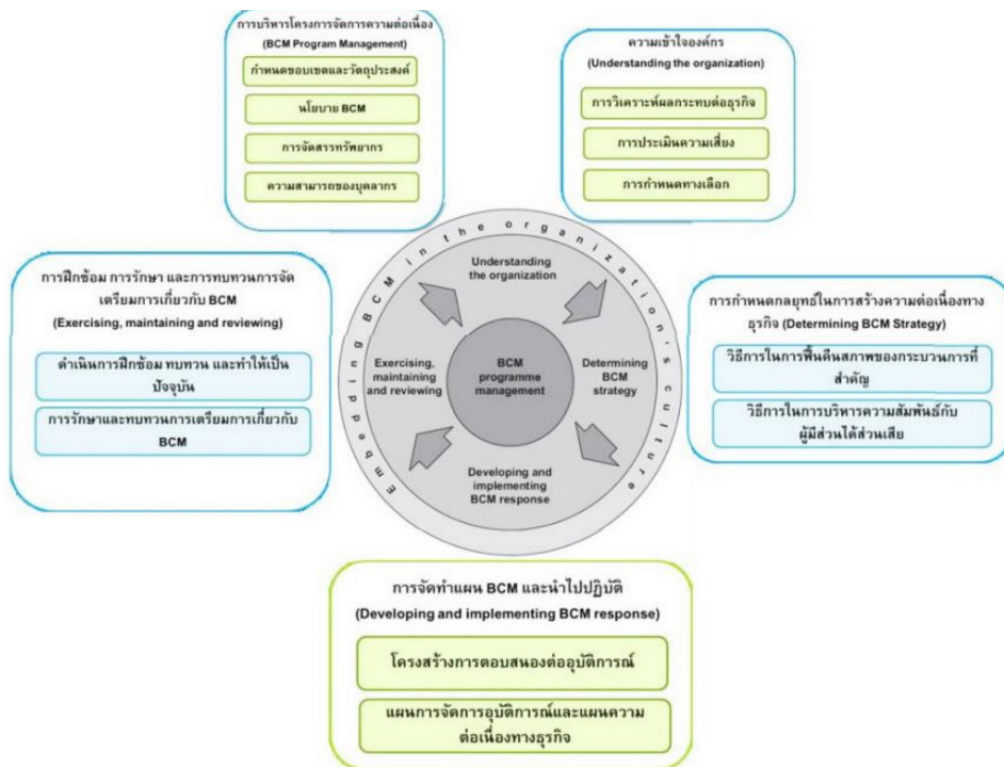 การบริหารโครงการจัดการความต่อเนื่อง
(BCM Program Management)
กำหนดขอบเขตและวัตถุประสงค์
นโยบาย BCM
การจัดสรรทรัพยากร
ความสามารถของบุคลากร
ความเข้าใจองค์กร
(Understanding the organization)
การวิเคราะห์ผลกระทบต่อธุรกิจ
การประเมินความเสี่ยง
การกำหนดทางเลือก
การฝึกซ้อม การรักษา และการทบทวนการจัด
เตรียมการเกี่ยวกับ BCM
(Exercising, maintaining and reviewing)
ดำเนินการฝึกซ้อม ทบทวน และทำให้เป็น
ปัจจุบัน
การรักษาและทบทวนการเตรียมการเกี่ยวกับ
BCM
Embedding BCM in the organization's culture
Understanding
the organization
Exercising,
maintaining
and reviewing
BCM
programme
management
Determining
BCM
strategy
Developing and
implementing
BCM response
การกำหนดกลยุทธ์ในการสร้างความต่อเนื่องทาง
ธุรกิจ (Determining BCM Strategy)
วิธีการในการฟื้นคืนสภาพของกระบวนการที่
สำคัญ
วิธีการในการบริหารความสัมพันธ์กับ
ผู้มีส่วนได้ส่วนเสีย
การจัดทำแผน BCM และนำไปปฏิบัติ
(Developing and implementing BCM response)
โครงสร้างการตอบสนองต่ออุบัติการณ์
แผนการจัดการอุบัติการณ์และแผนความ
ต่อเนื่องทางธุรกิจ